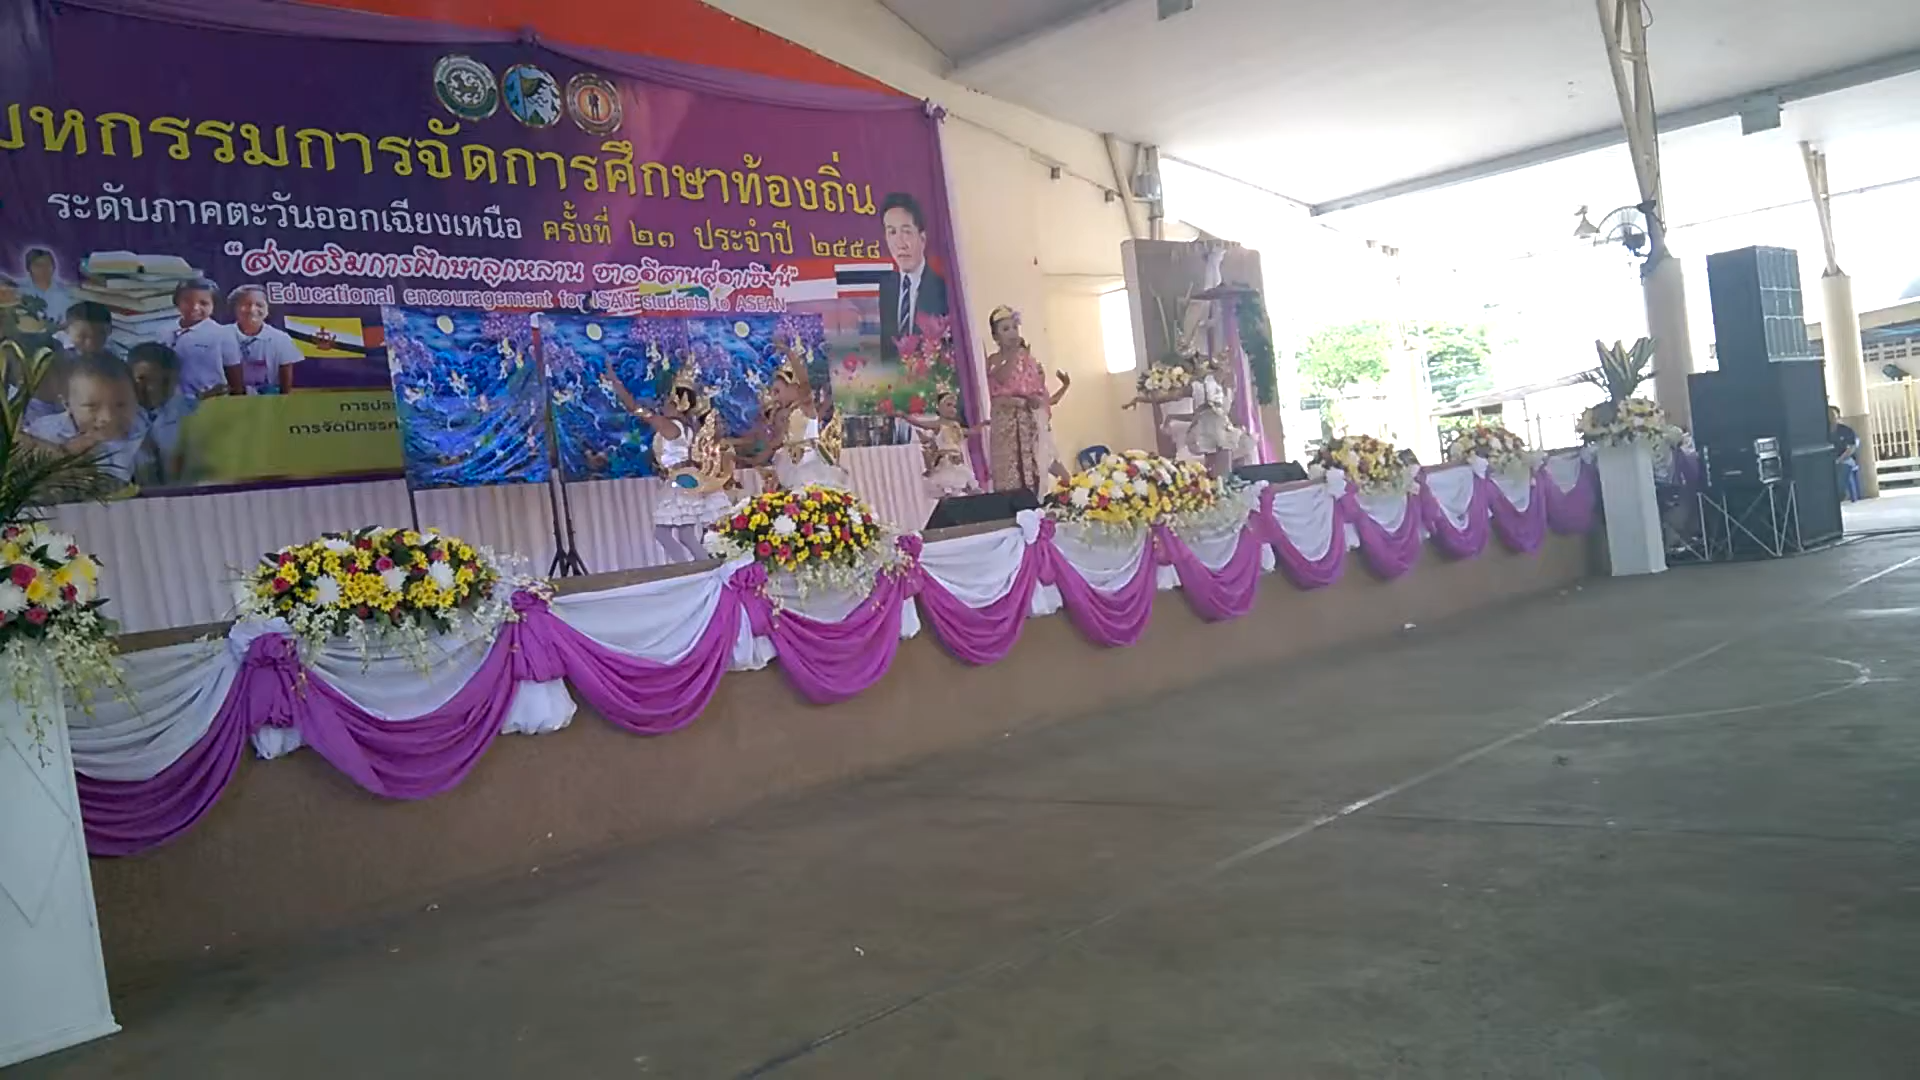 มหกรรมการจัดการศึกษาท้องถิ่น
ระดับภาคตะวันออกเฉียงเหนือ ครั้งที่ ๒๓ ประจำปี ๒๕๕๘
“ส่งเสริมการศึกษาลูกหลาน ชาวอีสานสู่อาเซียน”
Educational encouragement for ISAN students to ASEAN